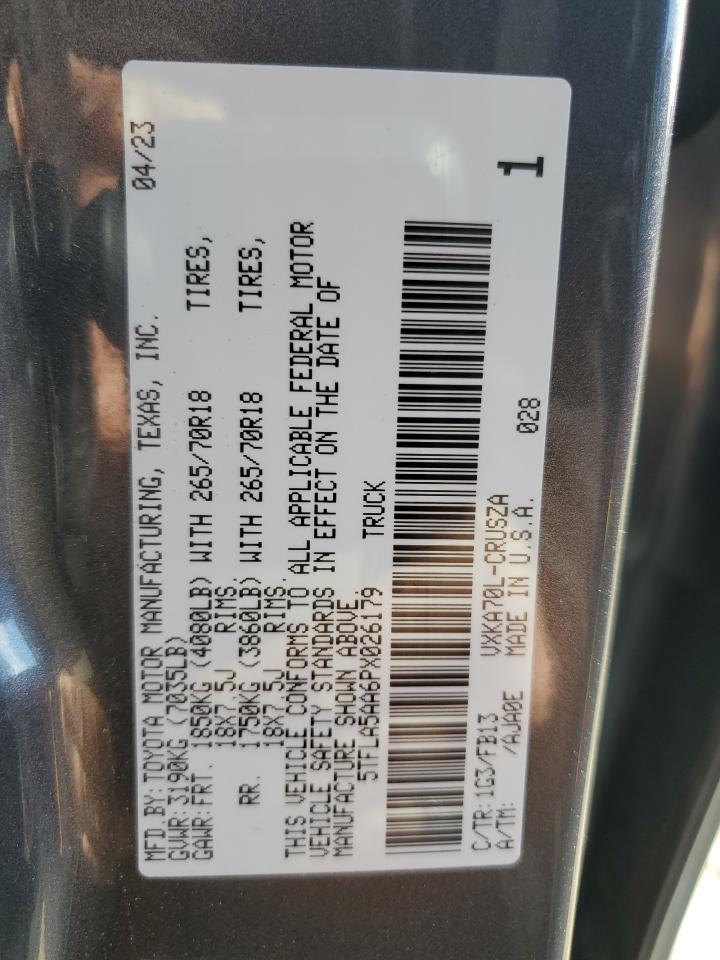 MFD.BY:TOYOTA MOTOR MANUFACTURING, TEXAS, INC. 04/23
GVWR:3190KG (7035LB)
GAWR:FRT. 1850KG (4080LB) WITH 265/70R18 TIRES,
18X7.5J RIMS.
RR. 1750KG (3860LB) WITH 265/70R18 TIRES,
18X7.5J RIMS.
THIS VEHICLE CONFORMS TO ALL APPLICABLE FEDERAL MOTOR
VEHICLE SAFETY STANDARDS IN EFFECT ON THE DATE OF
MANUFACTURE SHOWN ABOVE.
5TFLA5AA6PX026179 TRUCK
C/TR:1G3/FB13 VXKA70L-CRUSZA
A/TM: /AJA0E MADE IN U.S.A. 028
1